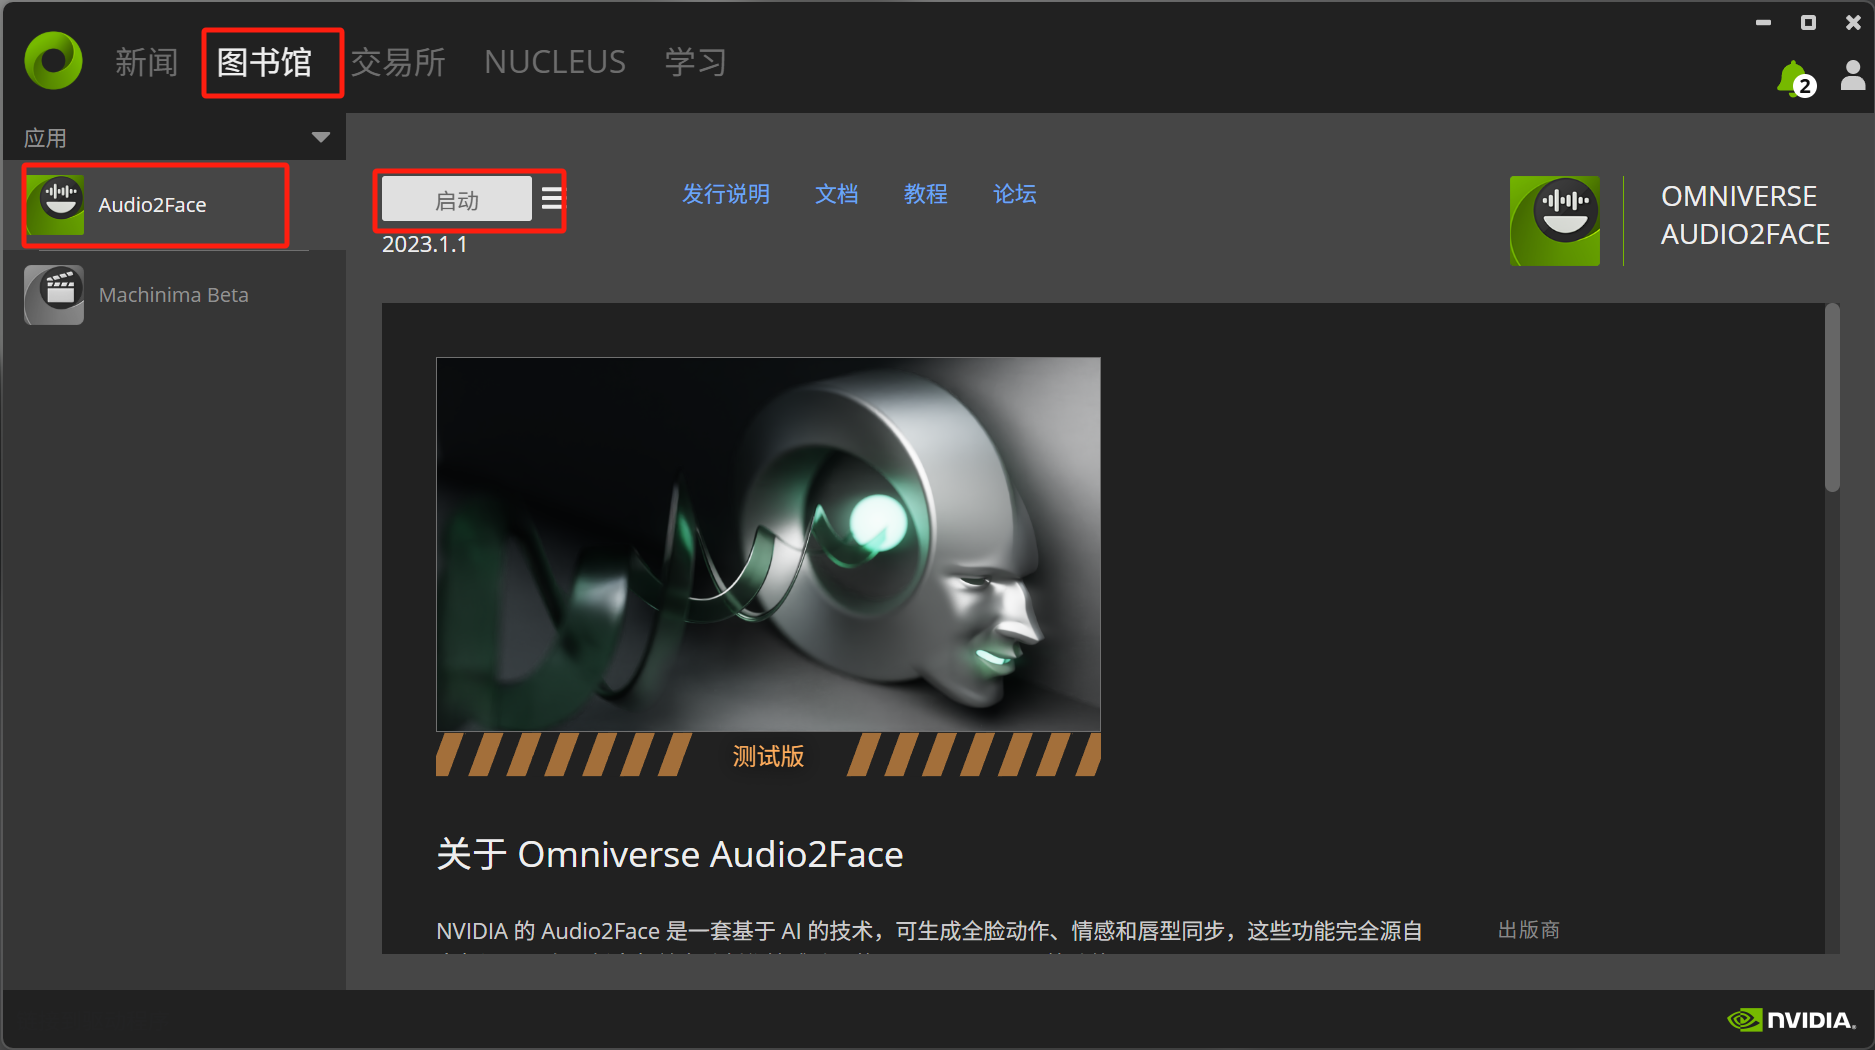 新闻
图书馆
交易所
NUCLEUS
学习
2
应用
Audio2Face
Machinima Beta
启动
2023.1.1
发行说明
文档
教程
论坛
OMNIVERSE
AUDIO2FACE
测试版
关于 Omniverse Audio2Face
NVIDIA 的 Audio2Face 是一套基于 AI 的技术，可生成全脸动作、情感和唇型同步，这些功能完全源自
出版商
NVIDIA.